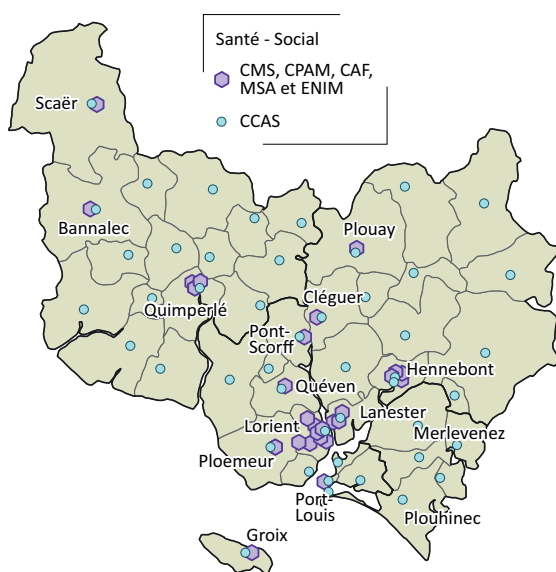 Santé - Social
CMS, CPAM, CAF,
MSA et ENIM
CCAS
Scaër
Bannalec
Plouay
Quimperlé
Cléguer
Pont-
Scorff
Hennebont
Quéven
Lanester
Lorient
Merlevenez
Ploemeur
Port-
Louis
Plouhinec
Groix